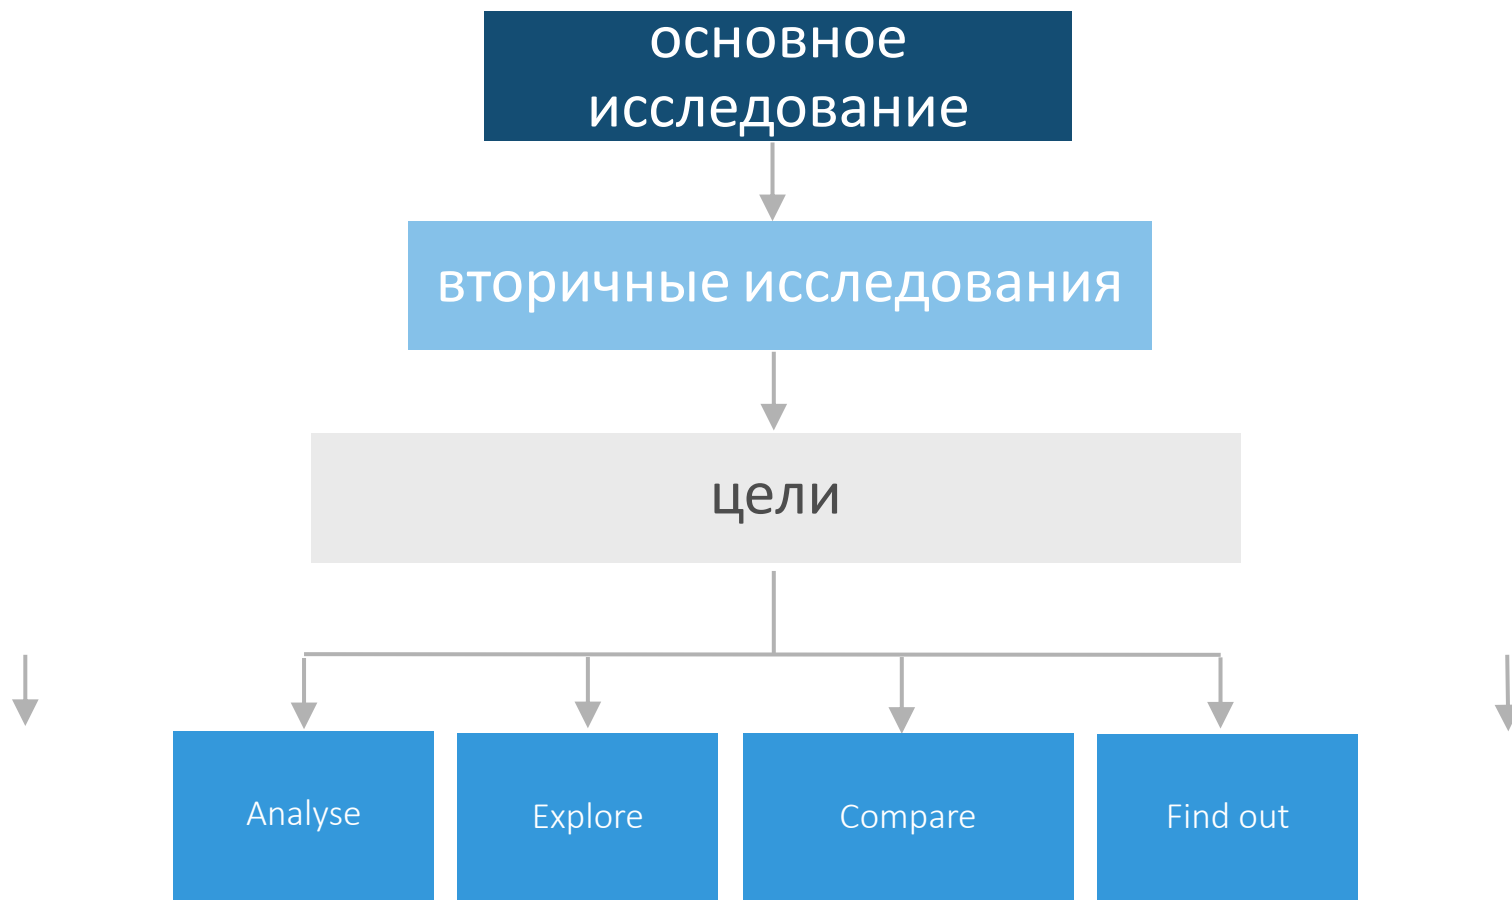 основное
исследование
вторичные исследования
цели
Analyse
Explore
Compare
Find out